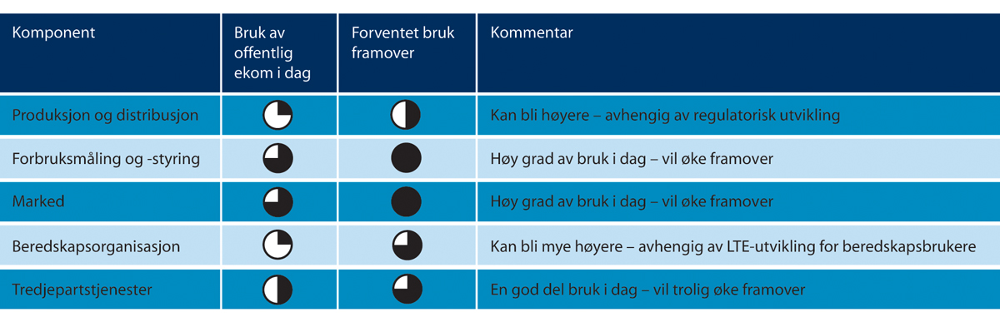 Komponent
Bruk av
offentlig
ekom i dag
Forventet bruk
framover
Kommentar
Produksjon og distribusjon
Kan bli høyere – avhengig av regulatorisk utvikling
Forbruksmåling og -styring
Høy grad av bruk i dag – vil øke framover
Marked
Høy grad av bruk i dag – vil øke framover
Beredskapsorganisasjon
Kan bli mye høyere – avhengig av LTE-utvikling for beredskapsbrukere
Tredjepartstjenester
En god del bruk i dag – vil trolig øke framover